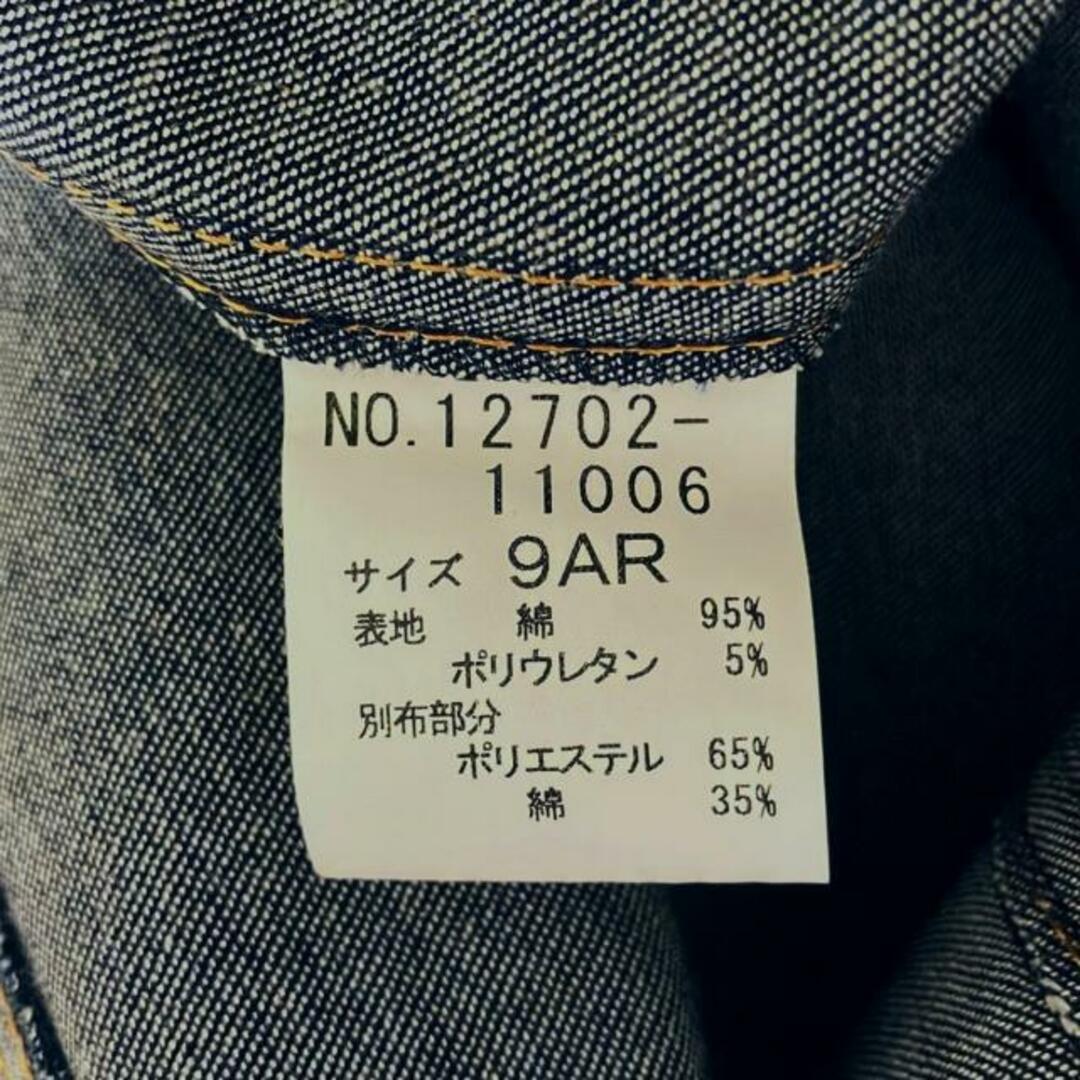 NO.12702-
11006
サイズ 9AR
表地 綿 95%
ポリウレタン 5%
別布部分
ポリエステル 65%
綿 35%